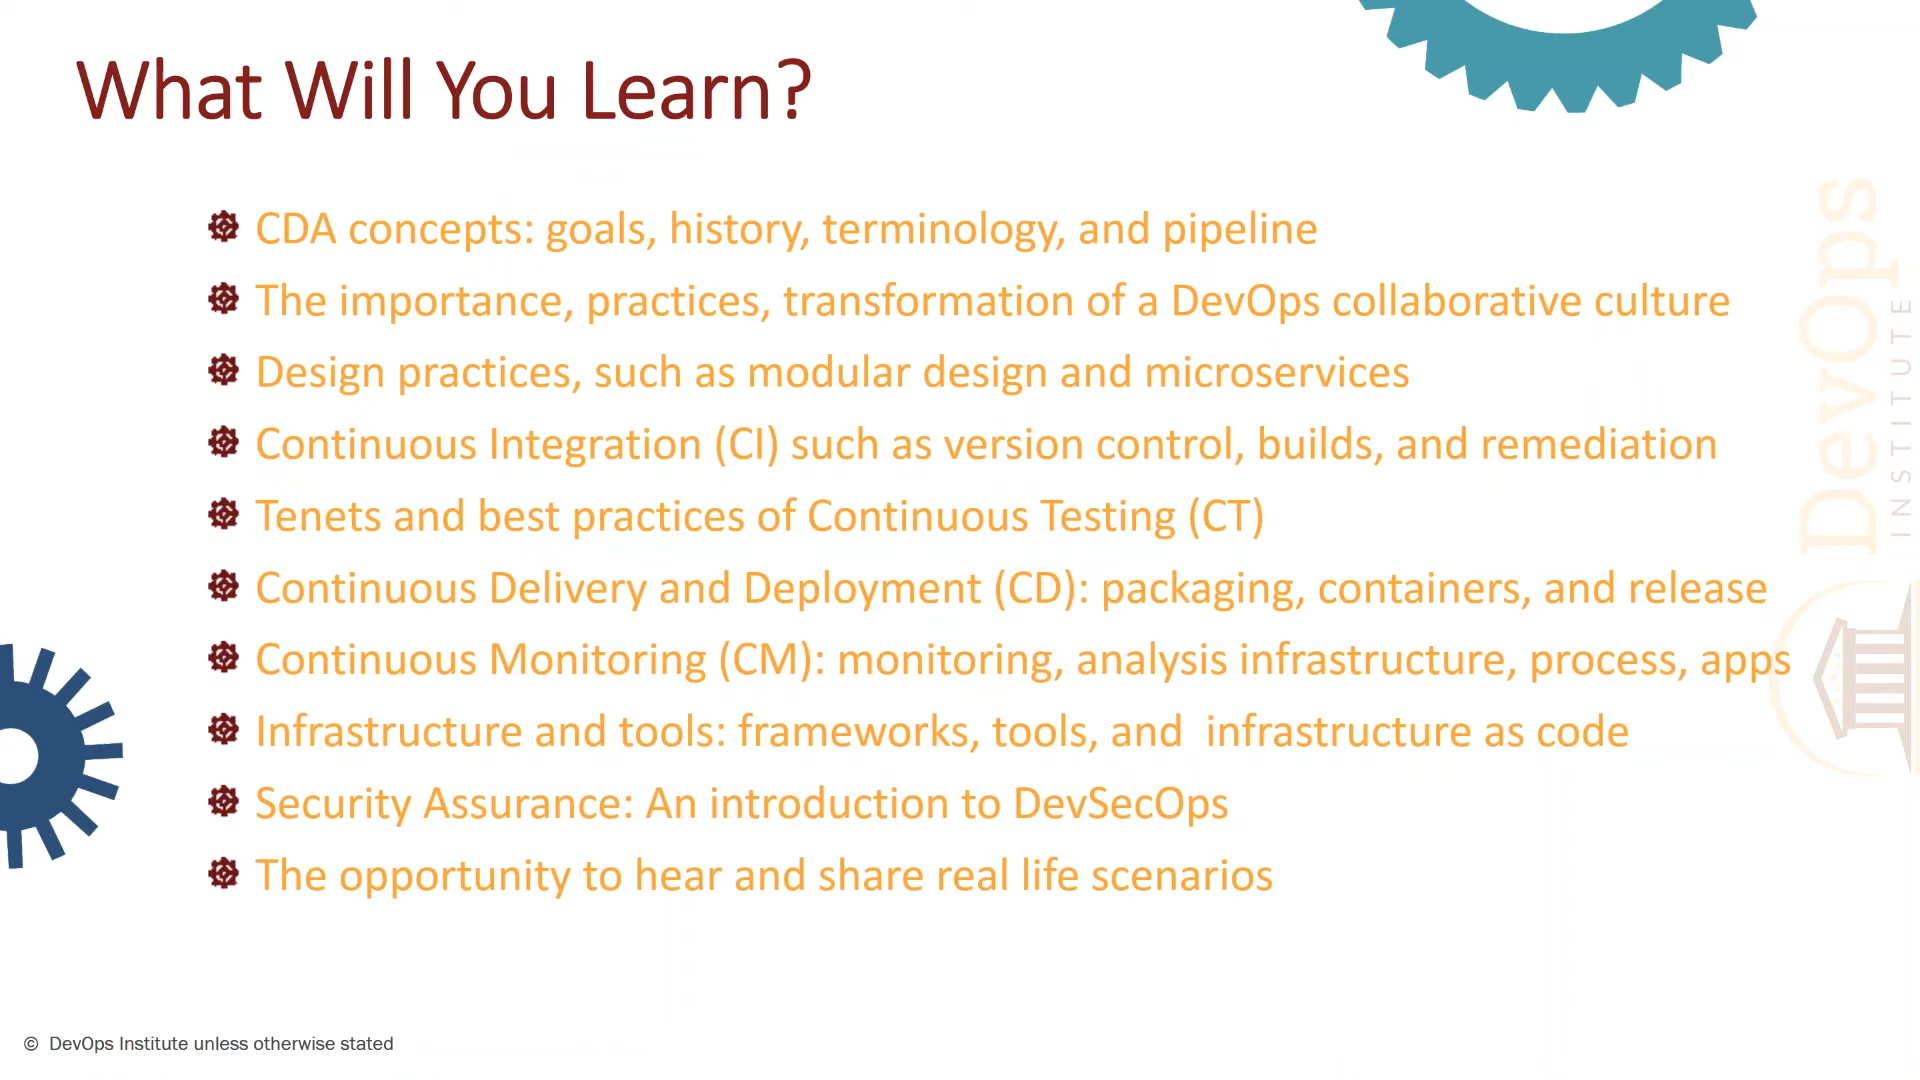 What Will You Learn?
CDA concepts: goals, history, terminology, and pipeline
The importance, practices, transformation of a DevOps collaborative culture
Design practices, such as modular design and microservices
Continuous Integration (CI) such as version control, builds, and remediation
Tenets and best practices of Continuous Testing (CT)
Continuous Delivery and Deployment (CD): packaging, containers, and release
Continuous Monitoring (CM): monitoring, analysis infrastructure, process, apps
Infrastructure and tools: frameworks, tools, and  infrastructure as code
Security Assurance: An introduction to DevSecOps
The opportunity to hear and share real life scenarios
DevOps
INSTITUTE
© DevOps Institute unless otherwise stated